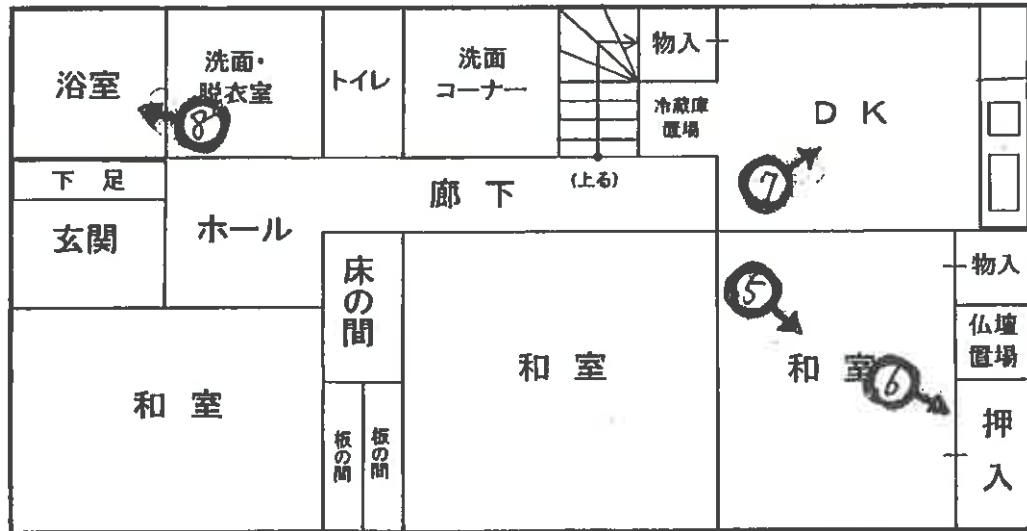 浴室
洗面・
脱衣室
トイレ
洗面
コーナー
物入
冷蔵庫
置場
DK
⑧
⑦
(上る)
下足
玄関
ホール
廊下
床の間
物入
⑤
仏壇
置場
和室
和室
和室
⑥
板の間
板の間
押入